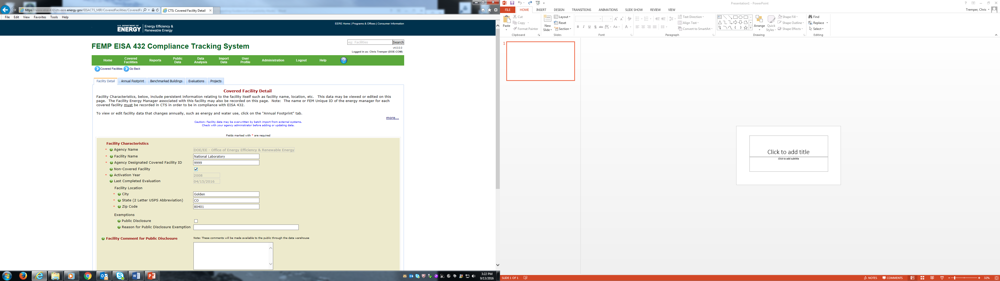 https://www.eisa-432-cts.eere.energy.gov/EISACTS_MIR/CoveredFacilities/CoveredFa
CTS: Covered Facility Detail
File Edit View Favorites Tools Help
U.S. DEPARTMENT OF
ENERGY
Energy Efficiency &
Renewable Energy
EERE Home | Programs & Offices | Consumer Information
eg: Facilities
Search
FEMP EISA 432 Compliance Tracking System
v4.0.0.0
Logged in as: Chris Tremper (DOE-COM)
Home Covered Facilities Reports Public Data Data Analysis Import Data User Profile Administration Logout Help
Covered Facilities Go Back
Facility Detail Annual Footprint Benchmarked Buildings Evaluations Projects
Covered Facility Detail
Facility Characteristics, below, include persistent information relating to the facility itself such as facility name, location, etc. This data may be viewed or edited on this
page. The Facility Energy Manager associated with this facility may also be recorded on this page. Note: The name or FEM Unique ID of the energy manager for each
covered facility must be recorded in CTS in order to be in compliance with EISA 432.
To view or edit facility data that changes annually, such as energy and water use, click on the "Annual Footprint" tab.
more...
Caution: Facility data may be overwritten by batch import from external systems.
Check with your agency administrator before adding or updating data.
Fields marked with * are required
Facility Characteristics
* Agency Name DOE/EE - Office of Energy Efficiency & Renewable Energy
* Facility Name National Laboratory
* Agency Designated Covered Facility ID 9999
Non-Covered Facility
* Activation Year 2008
Last Completed Evaluation 04/15/2016
Facility Location
* City Golden
* State (2 Letter USPS Abbreviation) CO
* Zip Code 80401
Exemptions
Public Disclosure
Reason for Public Disclosure Exemption
Facility Comment for Public Disclosure Note: These comments will be made available to the public through the data warehouse
3:22 PM
9/13/2016
Presentation1 - PowerPoint
FILE HOME INSERT DESIGN TRANSITIONS ANIMATIONS SLIDE SHOW REVIEW VIEW
Tremper, Chris
Paste
Cut
Copy
Format Painter
Clipboard
New
Slide
Layout
Reset
Section
Slides
B I U S abc AV Aa A
Font
Text Direction
Align Text
Convert to SmartArt
Paragraph
Arrange
Quick
Styles
Shape Fill
Shape Outline
Shape Effects
Drawing
Find
Replace
Select
Editing
1
Click to add title
Click to add subtitle
SLIDE 1 OF 1
NOTES COMMENTS 32%